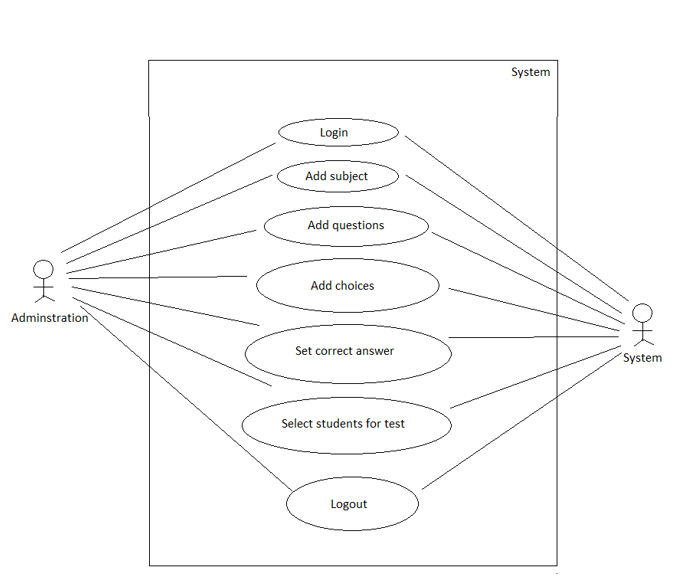 System
Login
Add subject
Add questions
Add choices
Adminstration
Set correct answer
System
Select students for test
Logout